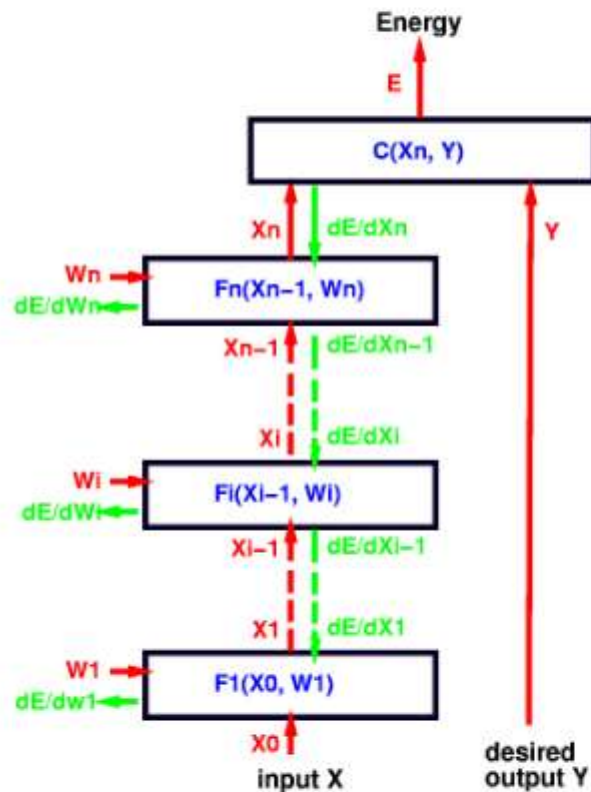 Energy
E
C(Xn, Y)
Xn
dE/dXn
Y
Wn
dE/dWn
Fn(Xn−1, Wn)
Xn−1
dE/dXn−1
Xi
dE/dXi
Wi
dE/dWi
Fi(Xi−1, Wi)
Xi−1
dE/dXi−1
X1
dE/dX1
W1
dE/dw1
F1(X0, W1)
X0
input X
desired
output Y